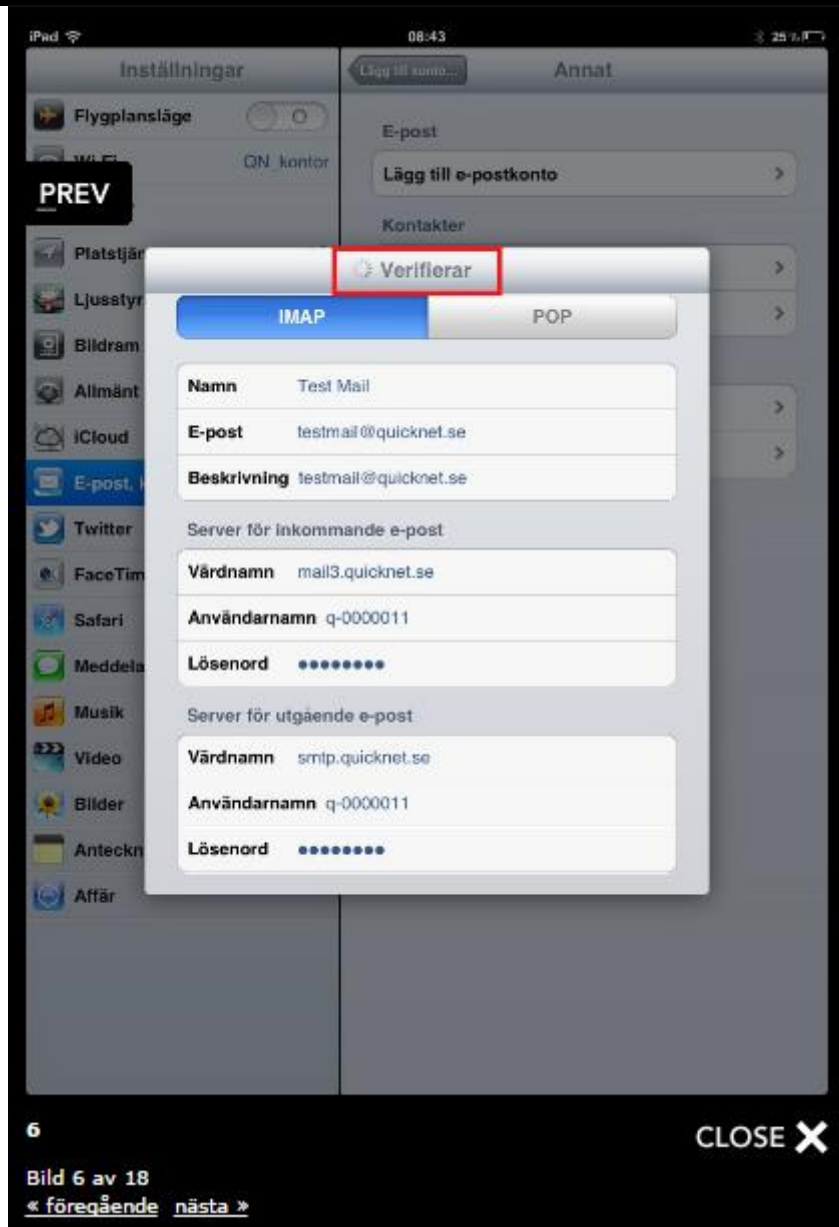 iPad 08:43 25 %
Inställningar
Flygplansläge
Wi-Fi QN_kontor
PREV
Platstjän
Ljusstyr
Bildram
Allmänt
iCloud
E-post, k
Twitter
FaceTim
Safari
Meddela
Musik
Video
Bilder
Anteckn
Affär
Lägg till konto... Annat
E-post
Lägg till e-postkonto
Kontakter
Verifierar
IMAP POP
Namn Test Mail
E-post testmail@quicknet.se
Beskrivning testmail@quicknet.se
Server för inkommande e-post
Värdnamn mail3.quicknet.se
Användarnamn q-0000011
Lösenord ••••••••
Server för utgående e-post
Värdnamn smtp.quicknet.se
Användarnamn q-0000011
Lösenord ••••••••
6
CLOSE X
Bild 6 av 18
« föregående nästa »